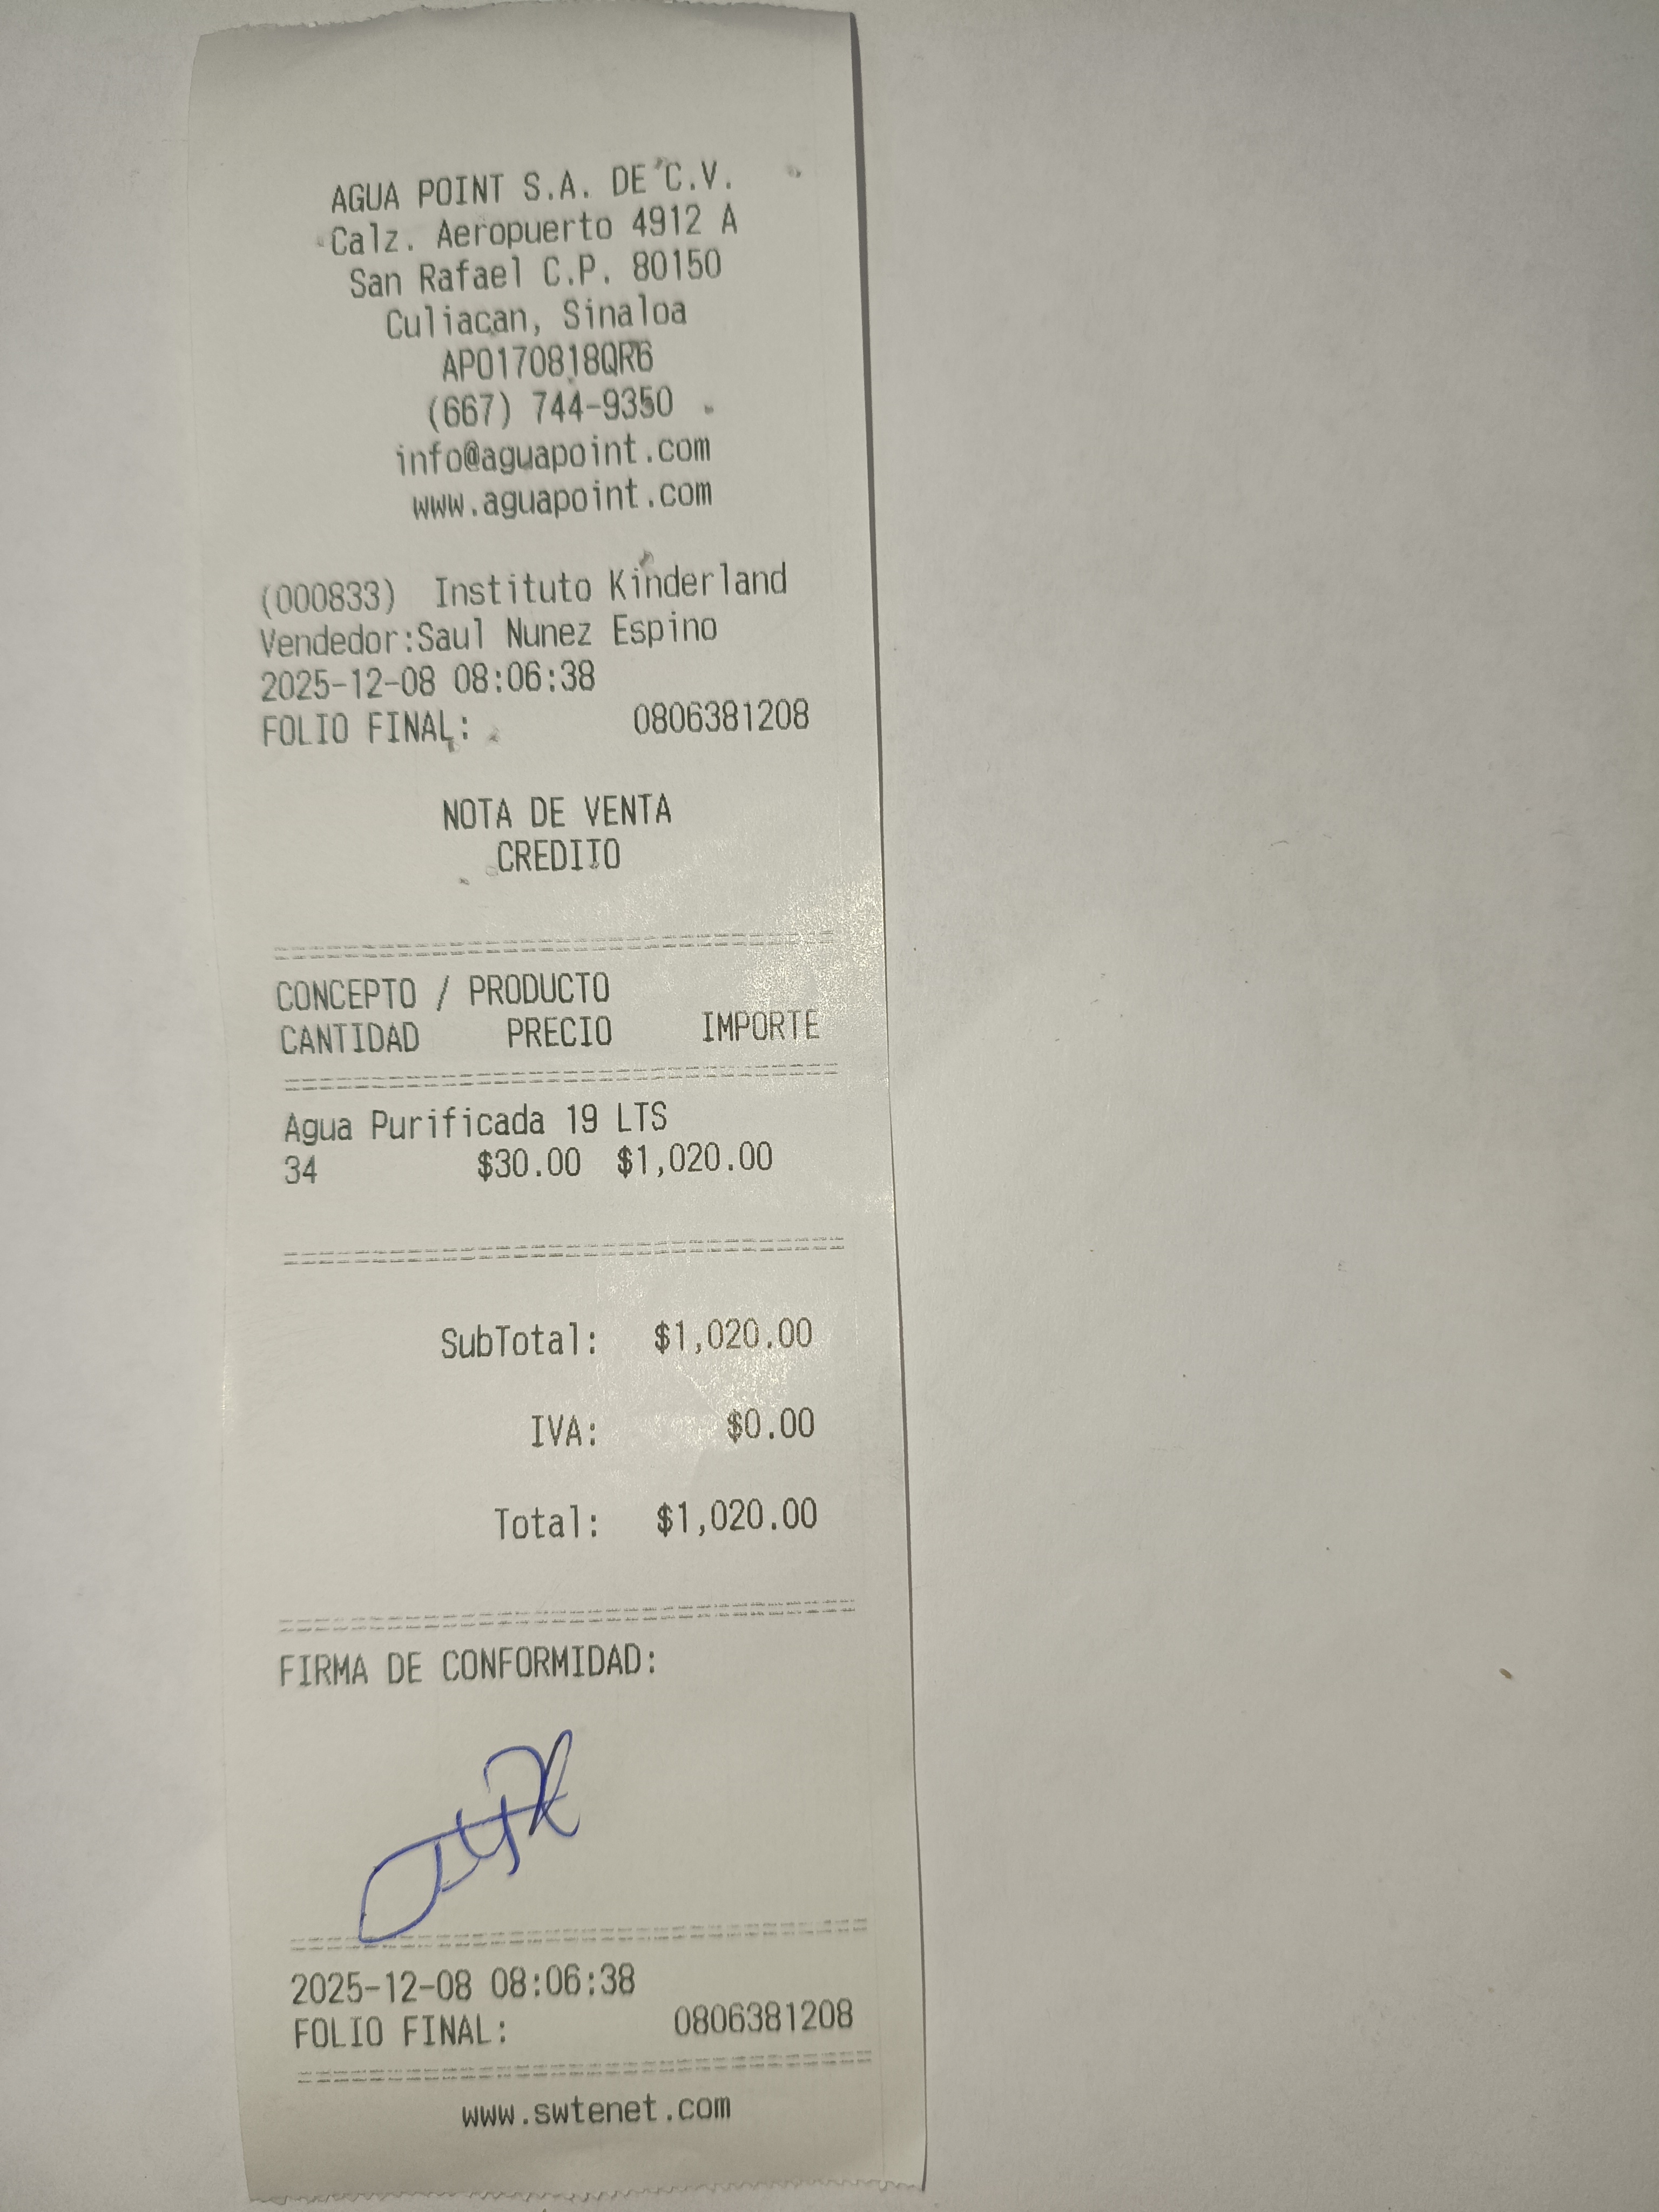 AGUA POINT S.A. DE C.V.
Calz. Aeropuerto 4912 A
San Rafael C.P. 80150
Culiacan, Sinaloa
APO170818QR6
(667) 744-9350
info@aguapoint.com
www.aguapoint.com
(000833) Instituto Kinderland
Vendedor:Saul Nunez Espino
2025-12-08 08:06:38
FOLIO FINAL: 0806381208
NOTA DE VENTA
CREDITO
CONCEPTO / PRODUCTO
CANTIDAD PRECIO IMPORTE
Agua Purificada 19 LTS
34 $30.00 $1,020.00
SubTotal: $1,020.00
IVA: $0.00
Total: $1,020.00
FIRMA DE CONFORMIDAD:
2025-12-08 08:06:38
FOLIO FINAL: 0806381208
www.swtenet.com